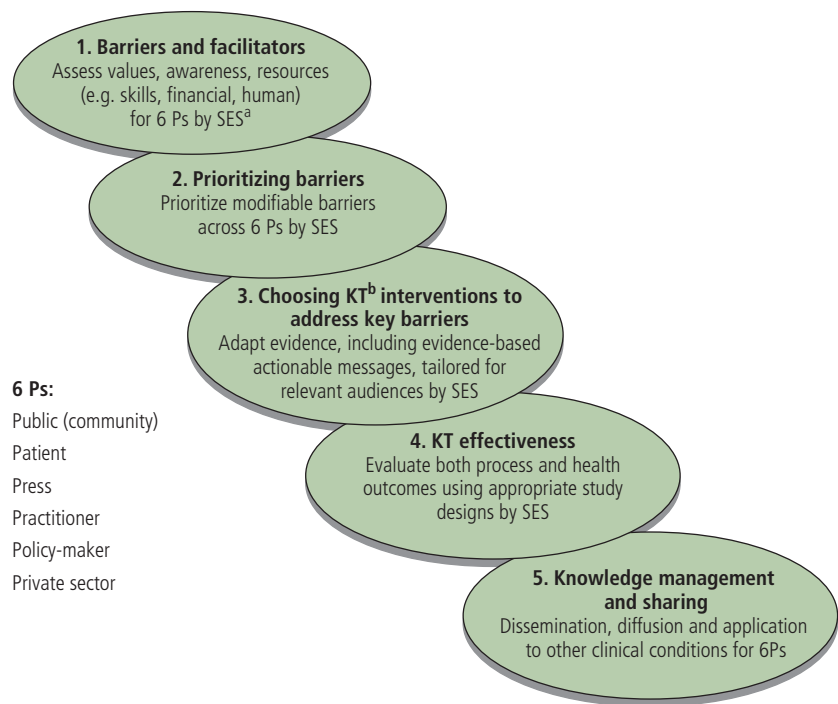 1. Barriers and facilitators
Assess values, awareness, resources
(e.g. skills, financial, human)
for 6 Ps by SESa
2. Prioritizing barriers
Prioritize modifiable barriers
across 6 Ps by SES
3. Choosing KTb interventions to
address key barriers
Adapt evidence, including evidence-based
actionable messages, tailored for
relevant audiences by SES
4. KT effectiveness
Evaluate both process and health
outcomes using appropriate study
designs by SES
5. Knowledge management
and sharing
Dissemination, diffusion and application
to other clinical conditions for 6Ps
6 Ps:
Public (community)
Patient
Press
Practitioner
Policy-maker
Private sector